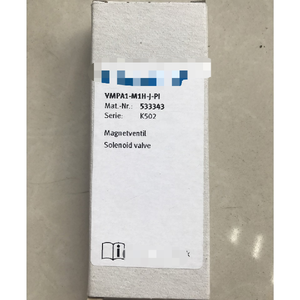 VMPA1-M1H-J-PI
Mat.-Nr.: 533343
Serie: K502
Magnetventil
Solenoid valve